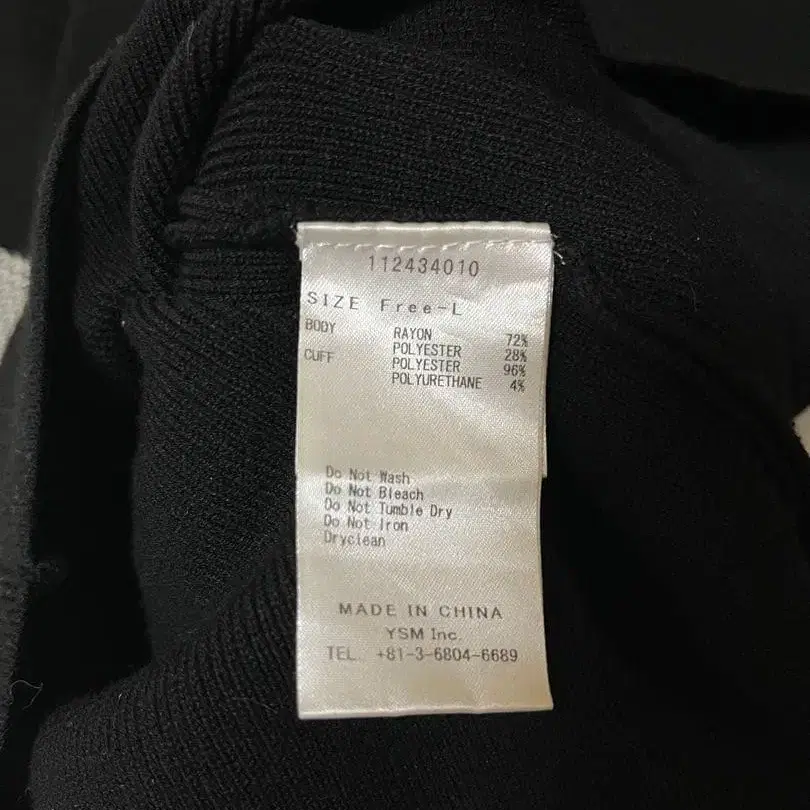 112434010
SIZE Free-L
BODY RAYON 72%
POLYESTER 28%
CUFF POLYESTER 96%
POLYURETHANE 4%
Do Not Wash
Do Not Bleach
Do Not Tumble Dry
Do Not Iron
Dryclean
MADE IN CHINA
YSM Inc.
TEL. +81-3-6804-6689